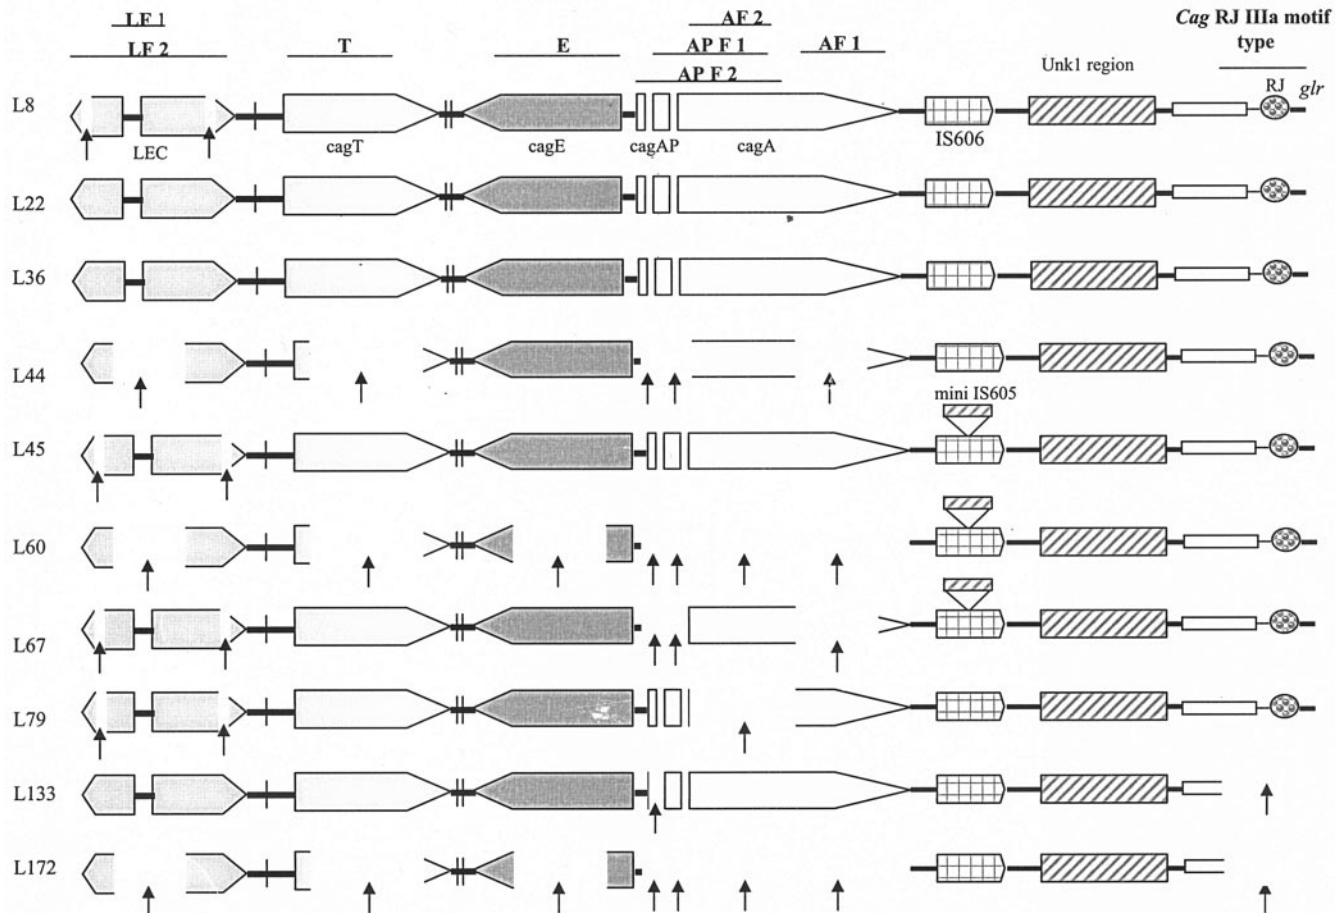 LF 1
LF 2
T
E
AF 2
AP F 1
AF 1
AP F 2
Cag RJ IIIa motif
type
Unk1 region
RJ
glr
L8
LEC
cagT
cagE
cagAP
cagA
IS606
L22
L36
L44
mini IS605
L45
L60
L67
L79
L133
L172